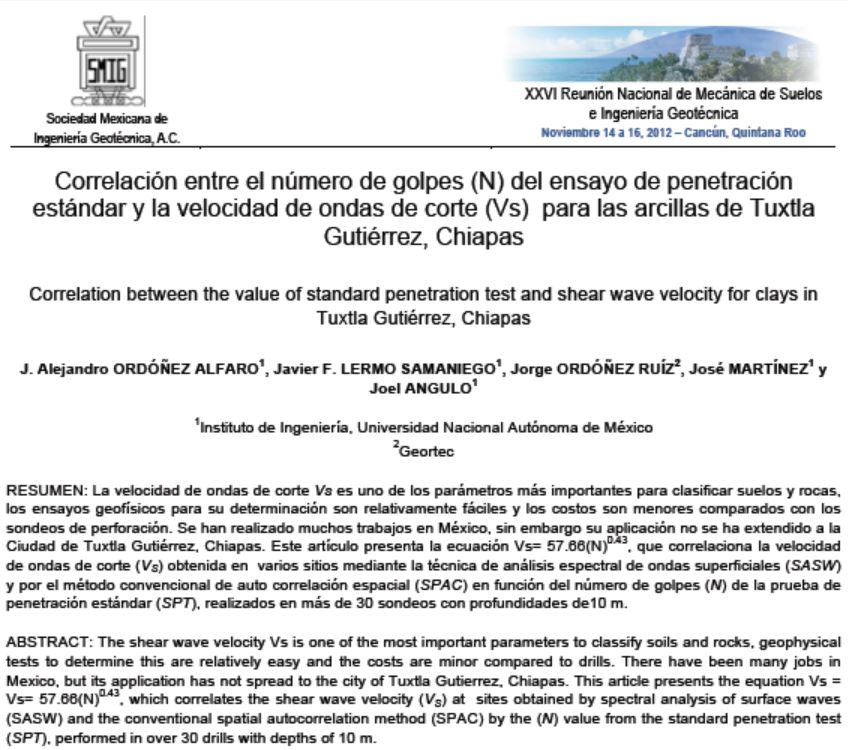 SMIG
Sociedad Mexicana de
Ingeniería Geotécnica, A.C.
XXVI Reunión Nacional de Mecánica de Suelos
e Ingeniería Geotécnica
Noviembre 14 a 16, 2012 – Cancún, Quintana Roo
Correlación entre el número de golpes (N) del ensayo de penetración
estándar y la velocidad de ondas de corte (Vs) para las arcillas de Tuxtla
Gutiérrez, Chiapas
Correlation between the value of standard penetration test and shear wave velocity for clays in
Tuxtla Gutiérrez, Chiapas
J. Alejandro ORDÓÑEZ ALFARO¹, Javier F. LERMO SAMANIEGO¹, Jorge ORDÓÑEZ RUÍZ², José MARTÍNEZ¹ y
Joel ANGULO¹
¹Instituto de Ingeniería, Universidad Nacional Autónoma de México
²Geortec
RESUMEN: La velocidad de ondas de corte Vs es uno de los parámetros más importantes para clasificar suelos y rocas,
los ensayos geofísicos para su determinación son relativamente fáciles y los costos son menores comparados con los
sondeos de perforación. Se han realizado muchos trabajos en México, sin embargo su aplicación no se ha extendido a la
Ciudad de Tuxtla Gutiérrez, Chiapas. Este artículo presenta la ecuación Vs= 57.66(N)^0.43, que correlaciona la velocidad
de ondas de corte (Vs) obtenida en varios sitios mediante la técnica de análisis espectral de ondas superficiales (SASW)
y por el método convencional de auto correlación espacial (SPAC) en función del número de golpes (N) de la prueba de
penetración estándar (SPT), realizados en más de 30 sondeos con profundidades de10 m.
ABSTRACT: The shear wave velocity Vs is one of the most important parameters to classify soils and rocks, geophysical
tests to determine this are relatively easy and the costs are minor compared to drills. There have been many jobs in
Mexico, but its application has not spread to the city of Tuxtla Gutierrez, Chiapas. This article presents the equation Vs =
Vs= 57.66(N)^0.43, which correlates the shear wave velocity (Vs) at sites obtained by spectral analysis of surface waves
(SASW) and the conventional spatial autocorrelation method (SPAC) by the (N) value from the standard penetration test
(SPT), performed in over 30 drills with depths of 10 m.